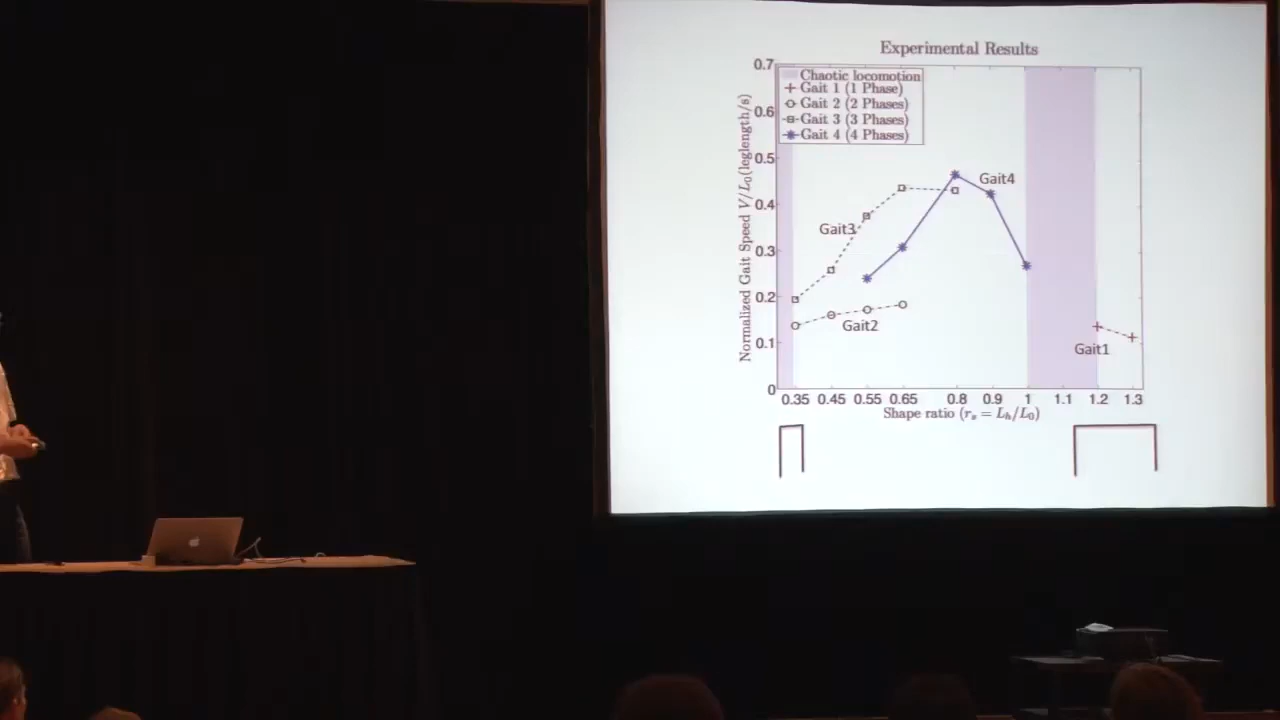 Experimental Results
Normalized Gait Speed V/L₀(leglength/s)
0.7
0.6
0.5
0.4
0.3
0.2
0.1
0
Chaotic locomotion
Gait 1 (1 Phase)
Gait 2 (2 Phases)
Gait 3 (3 Phases)
Gait 4 (4 Phases)
Gait4
Gait3
Gait2
Gait1
0.35 0.45 0.55 0.65 0.8 0.9 1 1.1 1.2 1.3
Shape ratio (rₛ = Lₕ/L₀)